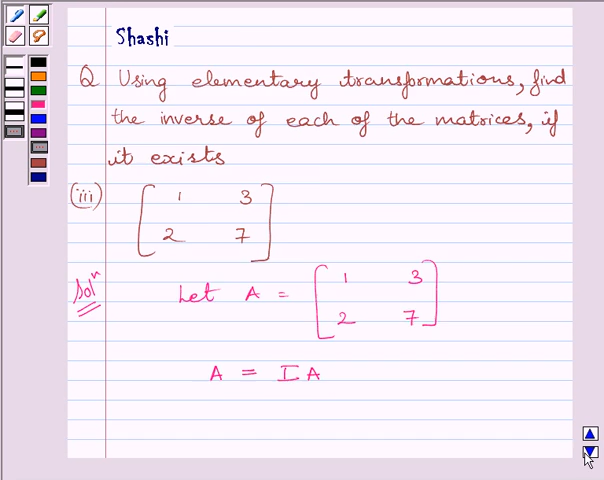 Shashi
Q Using elementary transformations, find
the inverse of each of the matrices, if
it exists
(iii) [ 1 3
2 7 ]
Solⁿ Let A = [ 1 3
2 7 ]
A = IA